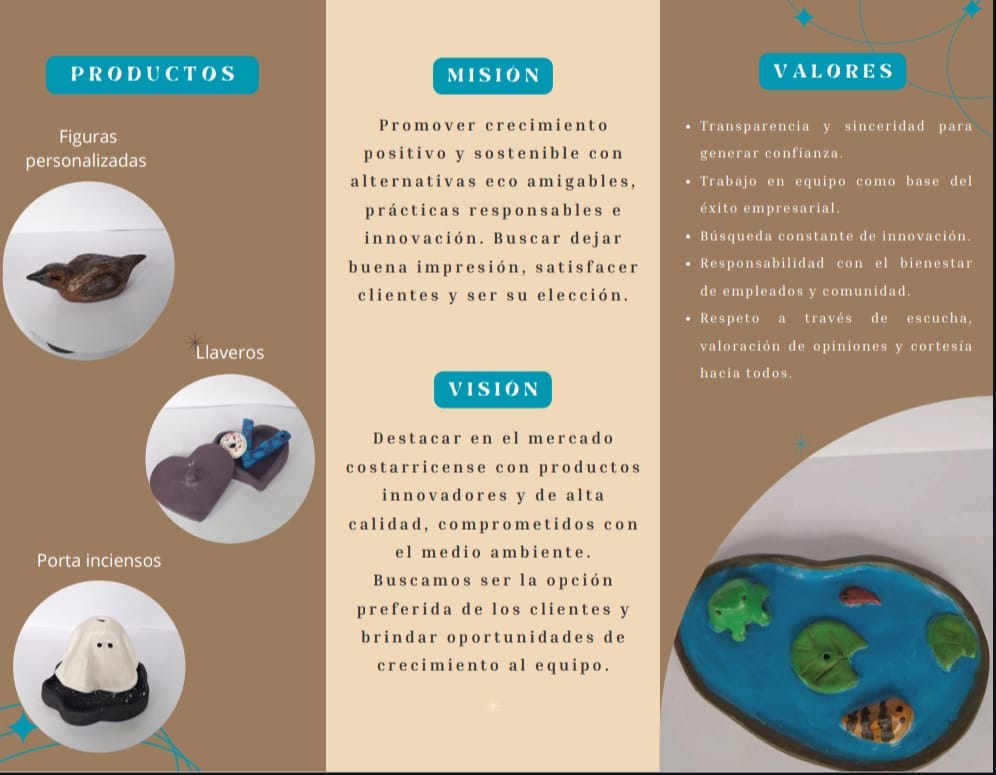 PRODUCTOS
Figuras
personalizadas
Llaveros
Porta inciensos
MISIÓN
Promover crecimiento
positivo y sostenible con
alternativas eco amigables,
prácticas responsables e
innovación. Buscar dejar
buena impresión, satisfacer
clientes y ser su elección.
VISIÓN
Destacar en el mercado
costarricense con productos
innovadores y de alta
calidad, comprometidos con
el medio ambiente.
Buscamos ser la opción
preferida de los clientes y
brindar oportunidades de
crecimiento al equipo.
VALORES
• Transparencia y sinceridad para
generar confianza.
• Trabajo en equipo como base del
éxito empresarial.
• Búsqueda constante de innovación.
• Responsabilidad con el bienestar
de empleados y comunidad.
• Respeto a través de escucha,
valoración de opiniones y cortesía
hacia todos.